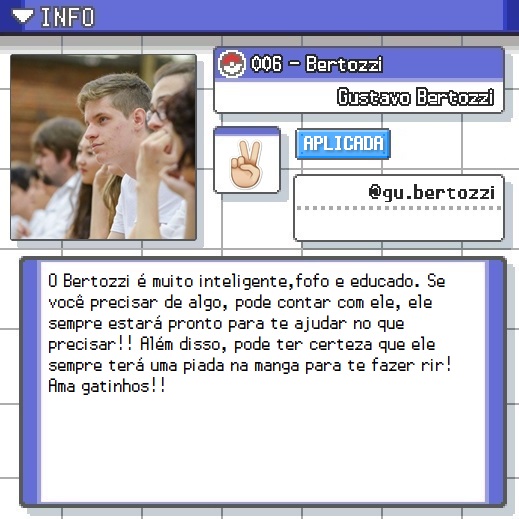 INFO
006 - Bertozzi
Gustavo Bertozzi
APLICADA
@gu.bertozzi
O Bertozzi é muito inteligente,fofo e educado. Se
você precisar de algo, pode contar com ele, ele
sempre estará pronto para te ajudar no que
precisar!! Além disso, pode ter certeza que ele
sempre terá uma piada na manga para te fazer rir!
Ama gatinhos!!